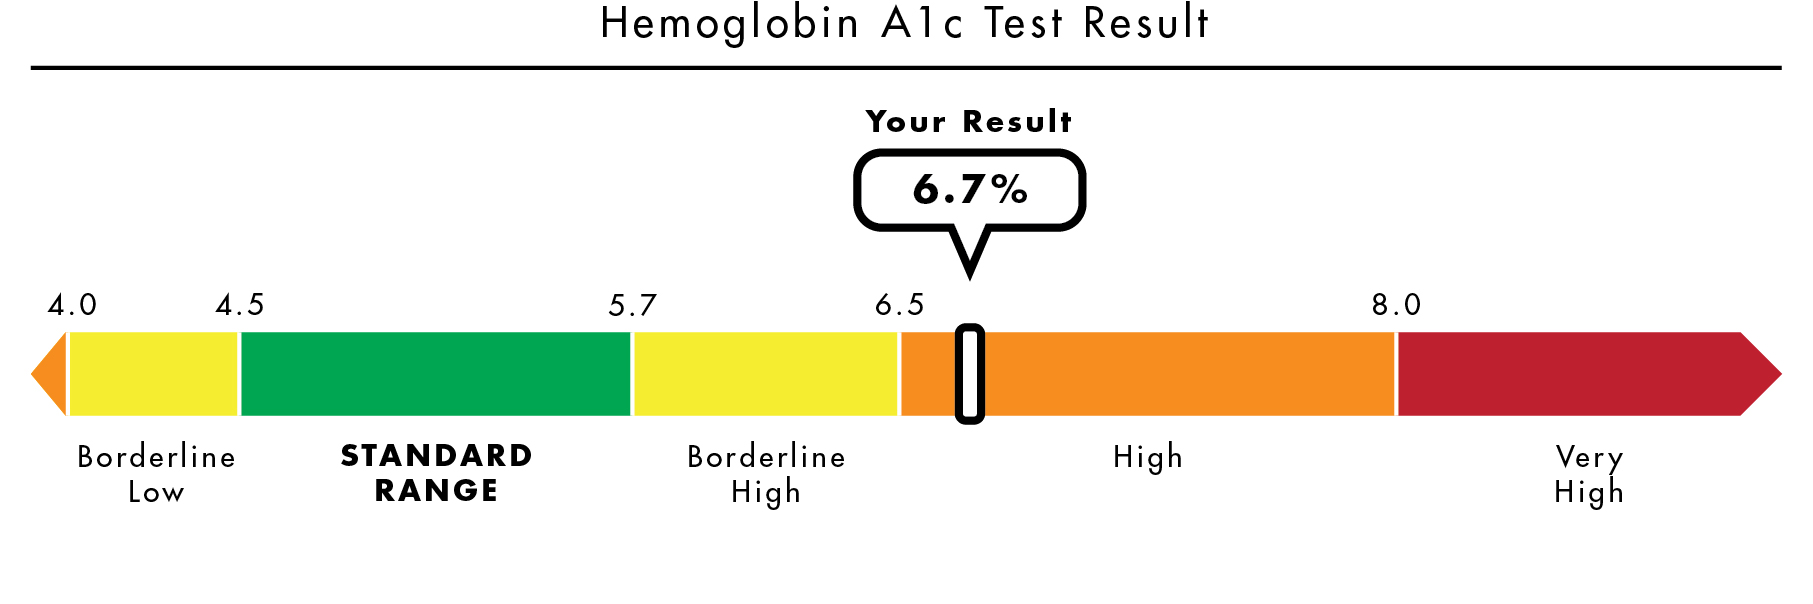 Hemoglobin A1c Test Result
Your Result
6.7%
4.0 4.5 5.7 6.5 8.0
Borderline Low
STANDARD RANGE
Borderline High
High
Very High